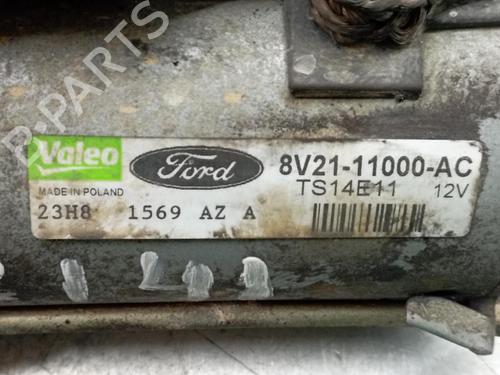 B-PARTS
Valeo
Ford
8V21-11000-AC
TS14E11 12V
MADE IN POLAND
23H8 1569 AZ A